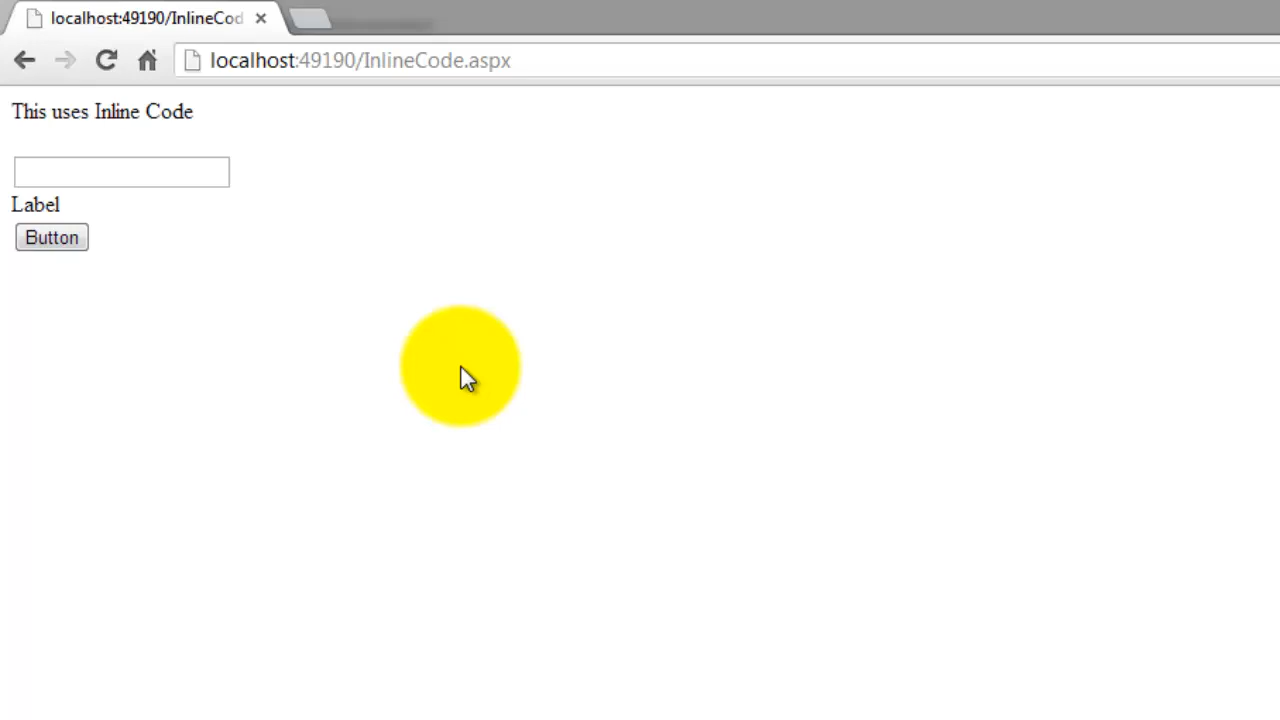 localhost:49190/InlineCod
localhost:49190/InlineCode.aspx
This uses Inline Code
Label
Button